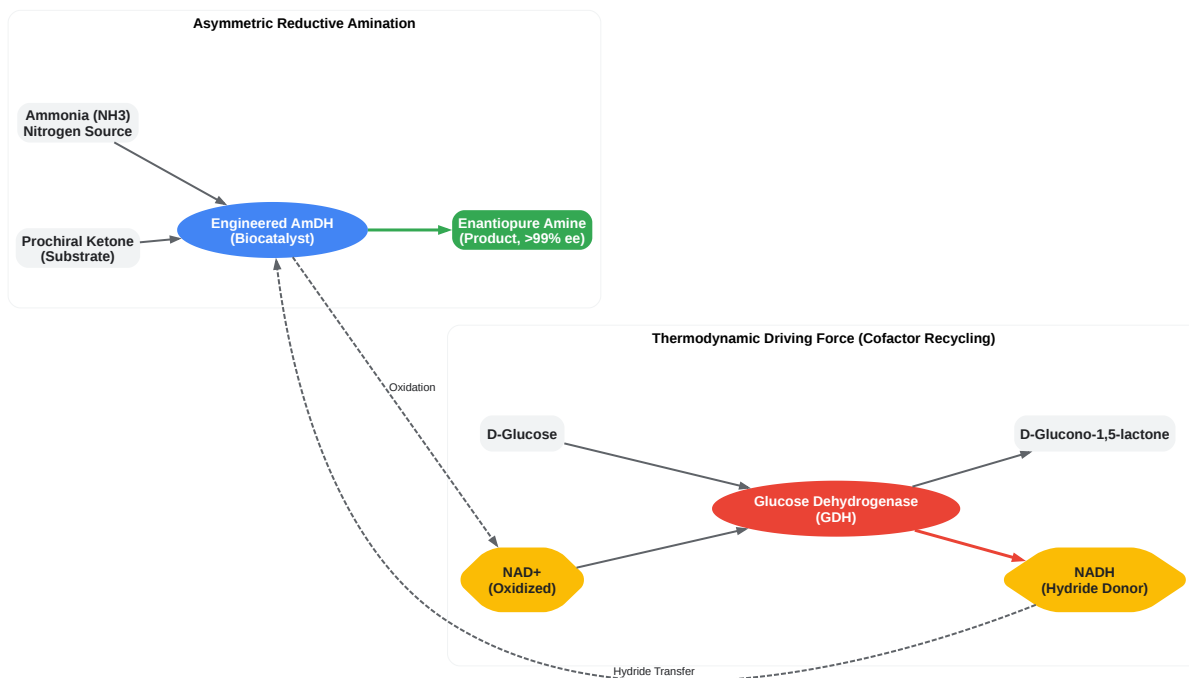 Asymmetric Reductive Amination
Ammonia (NH3)
Nitrogen Source
Engineered AmDH
(Biocatalyst)
Enantiopure Amine
(Product, >99% ee)
Prochiral Ketone
(Substrate)
Thermodynamic Driving Force (Cofactor Recycling)
Oxidation
D-Glucose
D-Glucono-1,5-lactone
Glucose Dehydrogenase
(GDH)
NAD+
(Oxidized)
NADH
(Hydride Donor)
Hydride Transfer